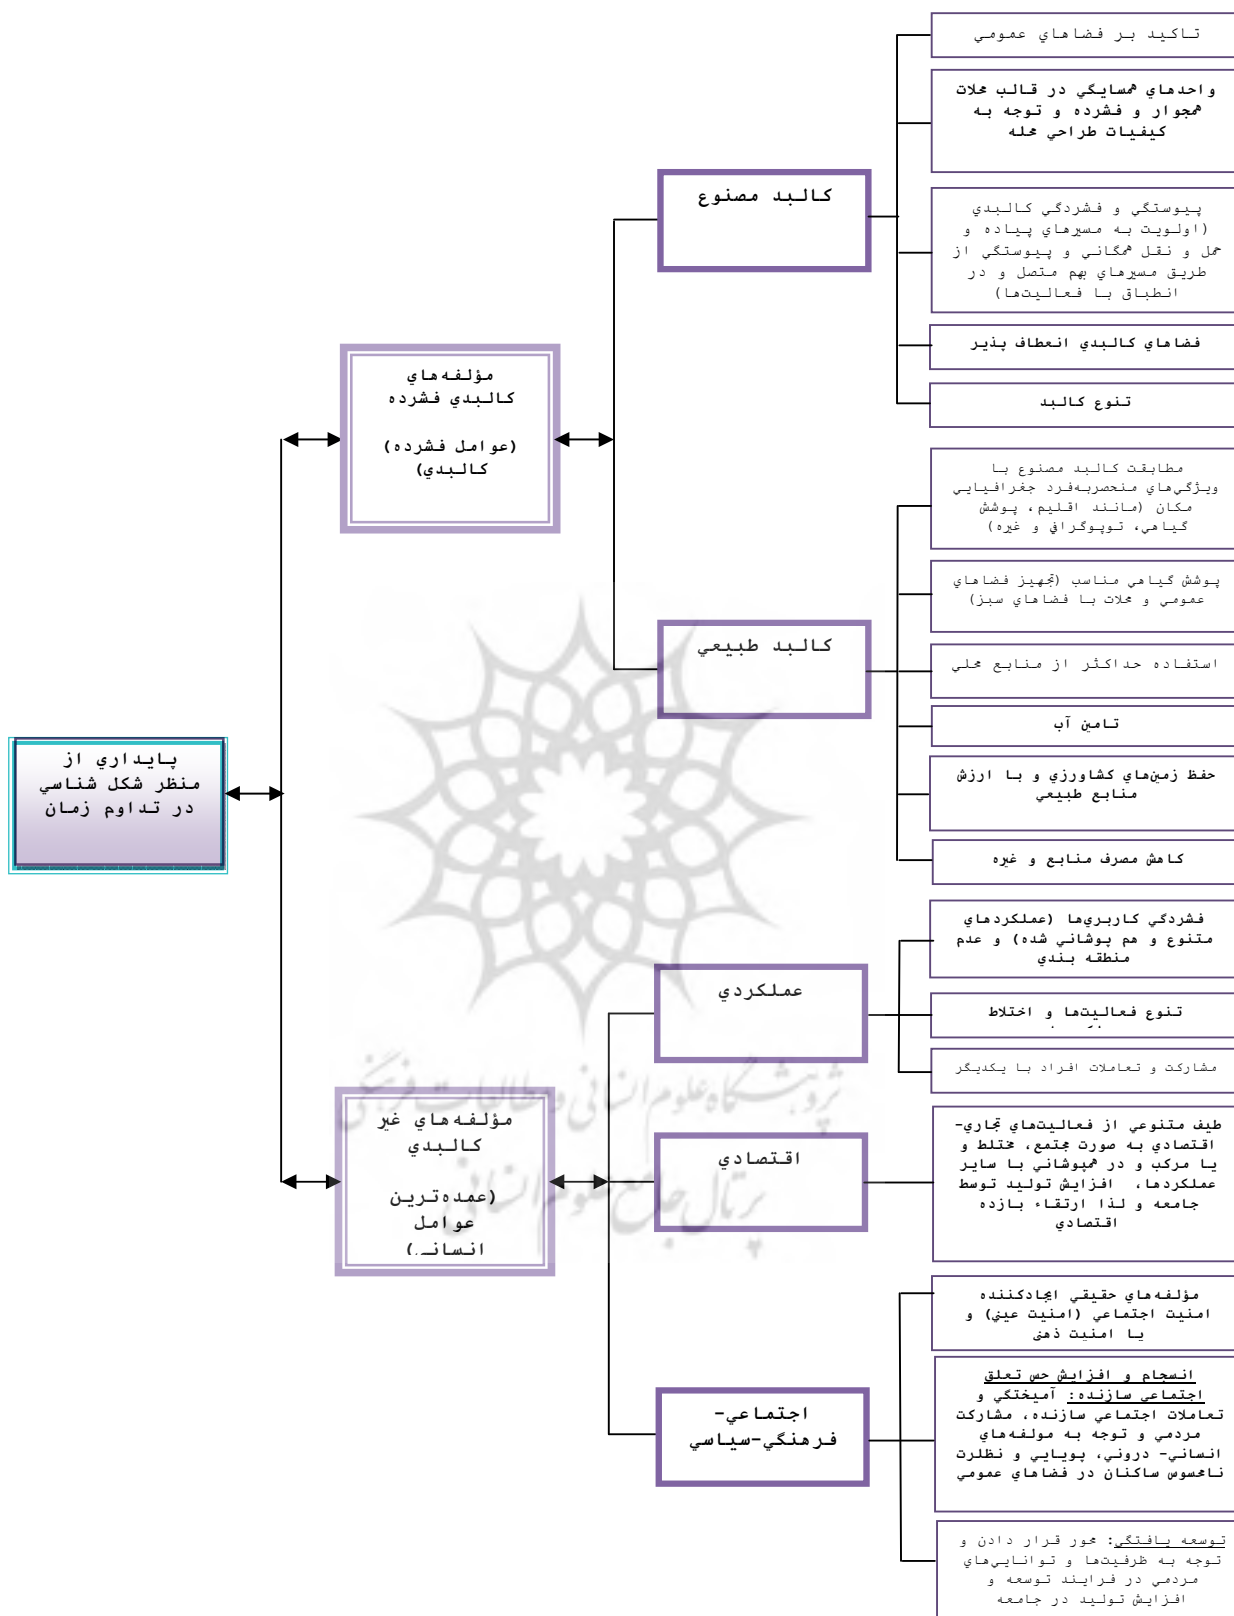 تاكيد بر فضاهاي عمومي
واحدهاي همسايگي در قالب محلات
همجوار و فشرده و توجه به
كيفيات طراحي محله
كالبد مصنوع
پيوستگي و فشردگي كالبدي
(اولويت به مسيرهاي پياده و
حمل و نقل همگاني و پيوستگي از
طريق مسيرهاي بهم متصل و در
انطباق با فعاليت‌ها)
فضاهاي كالبدي انعطاف پذير
تنوع كالبد
مؤلفه‌هاي
كالبدي فشرده
(عوامل فشرده
كالبدي)
مطابقت كالبد مصنوع با
ويژگي‌هاي منحصربه‌فرد جغرافيايي
مكان (مانند اقليم، پوشش
گياهي، توپوگرافي و غيره)
پوشش گياهي مناسب (تجهيز فضاهاي
عمومي و محلات با فضاهاي سبز)
كالبد طبيعي
استفاده حداكثر از منابع محلي
تامين آب
حفظ زمين‌هاي كشاورزي و با ارزش
منابع طبيعي
كاهش مصرف منابع و غيره
پايداري از
منظر شكل شناسي
در تداوم زمان
فشردگي كاربري‌ها (عملكردهاي
متنوع و هم پوشاني شده) و عدم
منطقه بندي
عملكردي
تنوع فعاليت‌ها و اختلاط
مشاركت و تعاملات افراد با يكديگر
پژوهشگاه علوم انسانی و مطالعات فرهنگی
پرتال جامع علوم انسانی
مؤلفه‌هاي غير
كالبدي
(عمده‌ترين
عوامل
انساني)
اقتصادي
طيف متنوعي از فعاليت‌هاي تجاري-
اقتصادي به صورت مجتمع، مختلط و
يا مركب و در همپوشاني با ساير
عملكردها، افزايش توليد توسط
جامعه و لذا ارتقاء بازده
اقتصادي
مؤلفه‌هاي حقيقي ايجادكننده
امنيت اجتماعي (امنيت عيني) و
يا امنيت ذهني
اجتماعي-
فرهنگي-سياسي
انسجام و افزايش حس تعلق
اجتماعي سازنده: آميختگي و
تعاملات اجتماعي سازنده، مشاركت
مردمي و توجه به مولفه‌هاي
انساني- دروني، پويايي و نظلرت
نامحسوس ساكنان در فضاهاي عمومي
توسعه يافتگي: محور قرار دادن و
توجه به ظرفيت‌ها و توانايي‌هاي
مردمي در فرايند توسعه و
افزايش توليد در جامعه